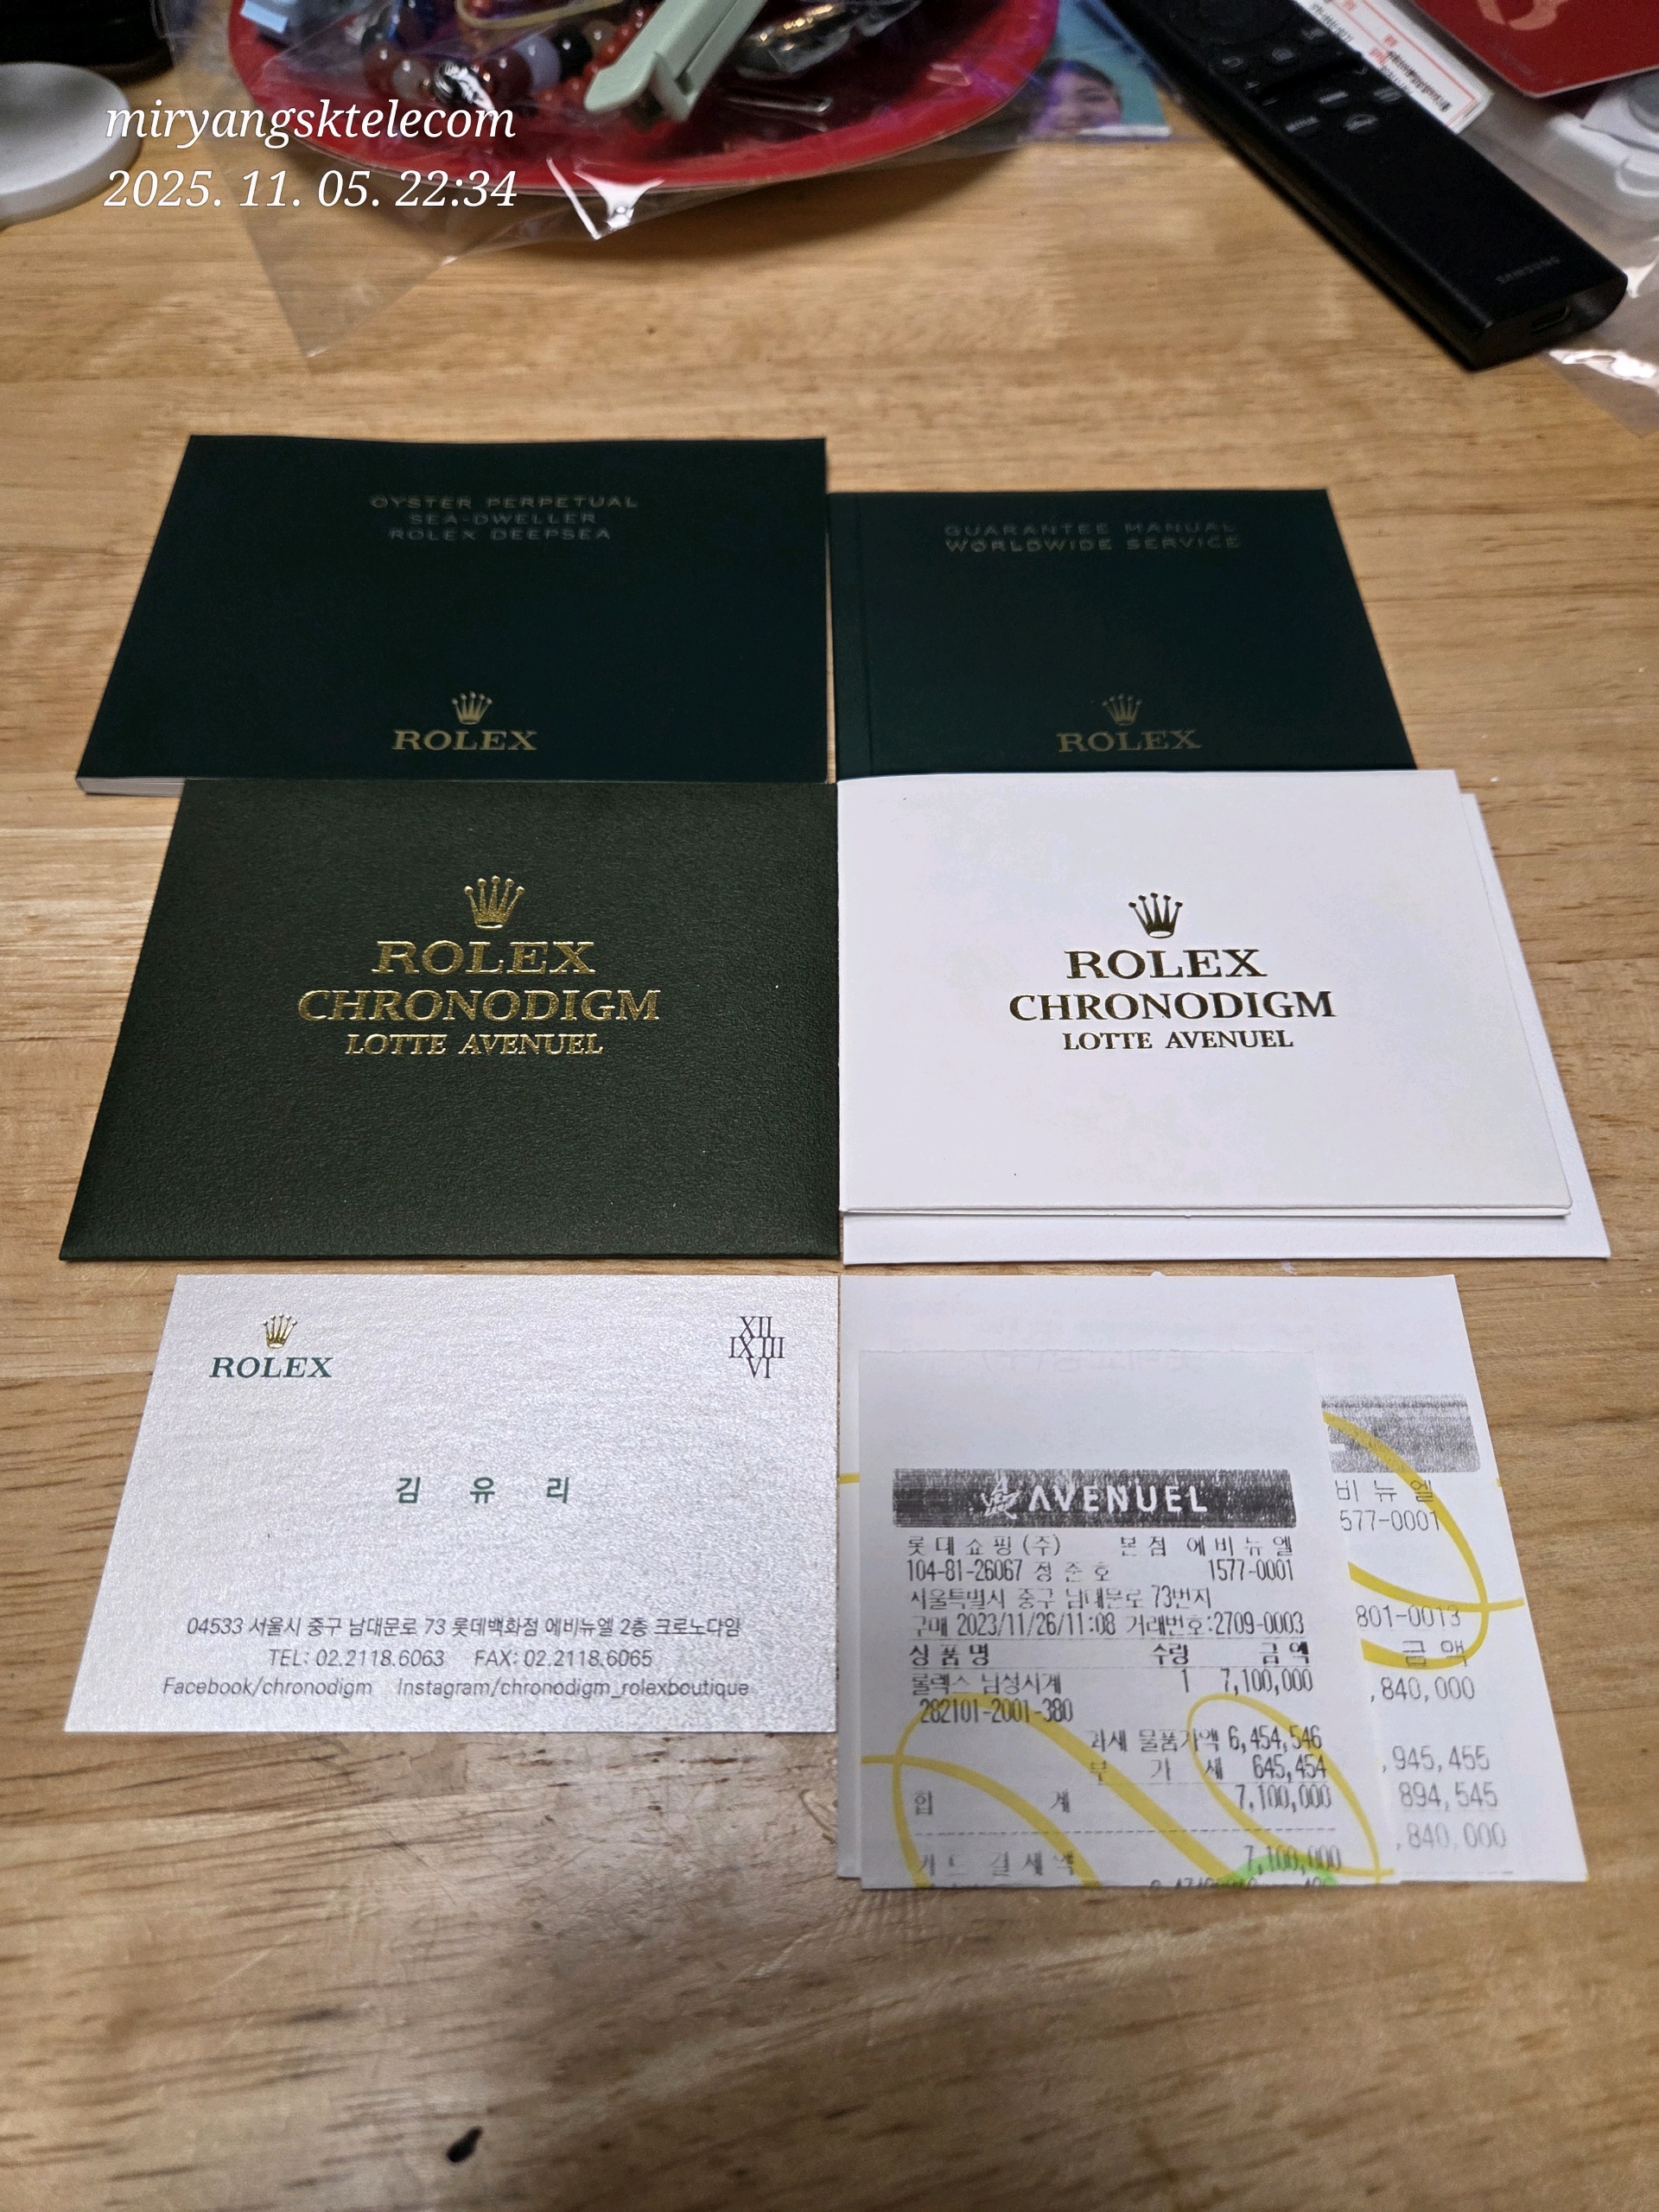 miryangsktelecom
2025. 11. 05. 22:34
SAMSUNG
OYSTER PERPETUAL
SEA-DWELLER
ROLEX DEEPSEA
ROLEX
GUARANTEE MANUAL
WORLDWIDE SERVICE
ROLEX
ROLEX
CHRONODIGM
LOTTE AVENUEL
ROLEX
CHRONODIGM
LOTTE AVENUEL
ROLEX
XII
IX III
VI
김 유 리
04533 서울시 중구 남대문로 73 롯데백화점 에비뉴엘 2층 크로노다임
TEL: 02.2118.6063 FAX: 02.2118.6065
Facebook/chronodigm Instagram/chronodigm_rolexboutique
AVENUEL
롯데쇼핑(주) 본점 에비뉴엘
104-81-26067 정준호 1577-0001
서울특별시 중구 남대문로 73번지
구매 2023/11/26/11:08 거래번호:2709-0003
상품명 수량 금액
롤렉스 남성시계 1 7,100,000
282101-2001-380
과세 물품가액 6,454,546
부 가 세 645,454
합 계 7,100,000
카드 결제액 7,100,000
비뉴엘
577-0001
801-0013
금액
,840,000
,945,455
894,545
,840,000